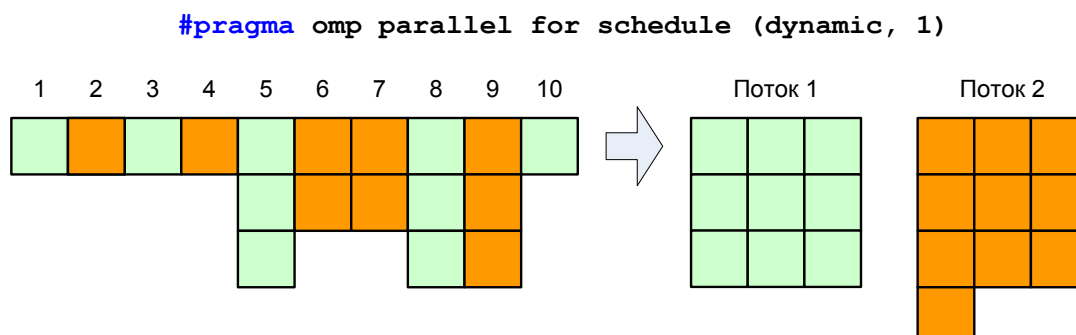 #pragma omp parallel for schedule (dynamic, 1)
1 2 3 4 5 6 7 8 9 10 Поток 1 Поток 2